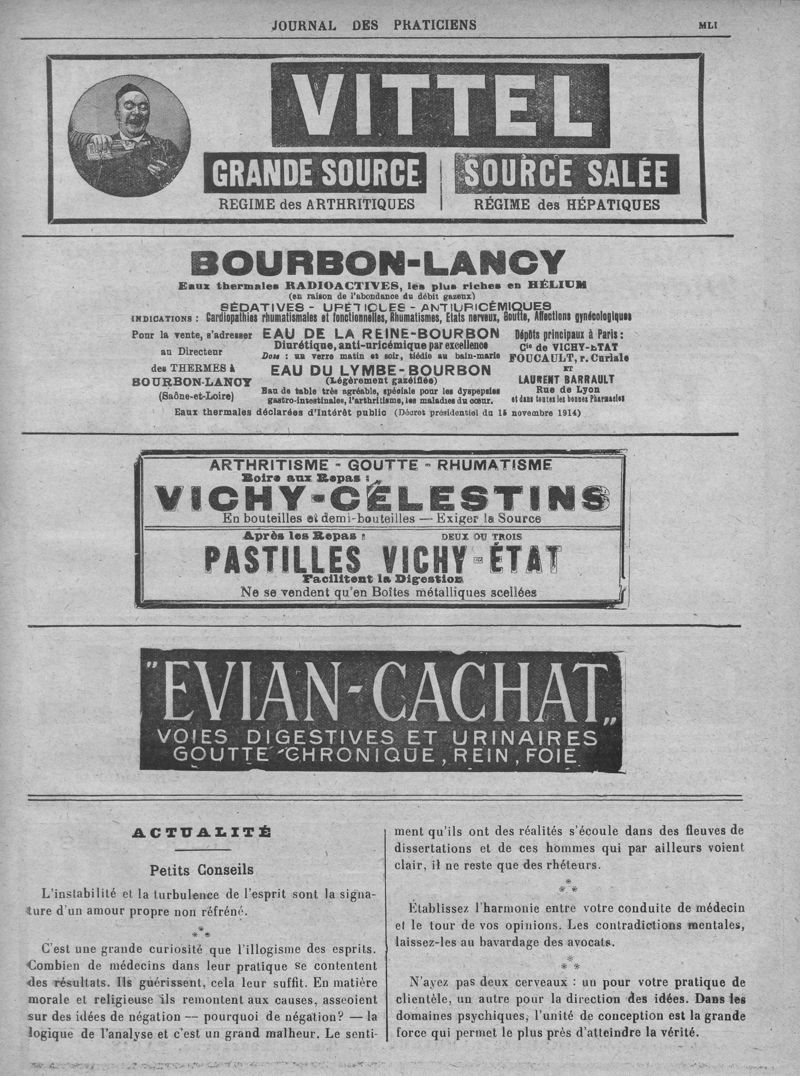 JOURNAL DES PRATICIENS
MLI
VITTEL
GRANDE SOURCE
SOURCE SALÉE
REGIME des ARTHRITIQUES
RÉGIME des HÉPATIQUES
BOURBON-LANCY
Eaux thermales RADIOACTIVES, les plus riches en HÉLIUM
(en raison de l'abondance du débit gazeux)
SÉDATIVES - URÉTICLES - ANTIURICÉMIQUES
INDICATIONS : Cardiopathies rhumatismales et fonctionnelles, Rhumatismes, Etats nerveux, Goutte, Affections gynécologiques
Pour la vente, s'adresser
au Directeur
des THERMES à
BOURBON-LANCY
(Saône-et-Loire)
EAU DE LA REINE-BOURBON
Diurétique, anti-uricémique par excellence
Dose : un verre matin et soir, tiédie au bain-marie
EAU DU LYMBE-BOURBON
(Légèrement gazéifiée)
Eau de table très agréable, spéciale pour les dyspepsies
gastro-intestinales, l'arthritisme, les maladies du cœur.
Dépôts principaux à Paris :
Cie de VICHY-ETAT
FOUCAULT, r. Curiale
ET
LAURENT BARRAULT
Rue de Lyon
et dans toutes les bonnes Pharmacies
Eaux thermales déclarées d'Intérêt public (Décret présidentiel du 15 novembre 1914)
ARTHRITISME - GOUTTE - RHUMATISME
Boire aux Repas :
VICHY-CÉLESTINS
En bouteilles et demi-bouteilles — Exiger la Source
Après les Repas : DEUX OU TROIS
PASTILLES VICHY-ÉTAT
Facilitent la Digestion
Ne se vendent qu'en Boîtes métalliques scellées
"EVIAN-CACHAT"
VOIES DIGESTIVES ET URINAIRES
GOUTTE CHRONIQUE, REIN, FOIE
ACTUALITÉ
Petits Conseils
L'instabilité et la turbulence de l'esprit sont la signa-
ture d'un amour propre non réfréné.
* * *
C'est une grande curiosité que l'illogisme des esprits.
Combien de médecins dans leur pratique se contentent
des résultats. Ils guérissent, cela leur suffit. En matière
morale et religieuse ils remontent aux causes, asseoient
sur des idées de négation — pourquoi de négation? — la
logique de l'analyse et c'est un grand malheur. Le senti-
ment qu'ils ont des réalités s'écoule dans des fleuves de
dissertations et de ces hommes qui par ailleurs voient
clair, il ne reste que des rhéteurs.
* * *
Établissez l'harmonie entre votre conduite de médecin
et le tour de vos opinions. Les contradictions mentales,
laissez-les au bavardage des avocats.
* * *
N'ayez pas deux cerveaux : un pour votre pratique de
clientèle, un autre pour la direction des idées. Dans les
domaines psychiques, l'unité de conception est la grande
force qui permet le plus près d'atteindre la vérité.